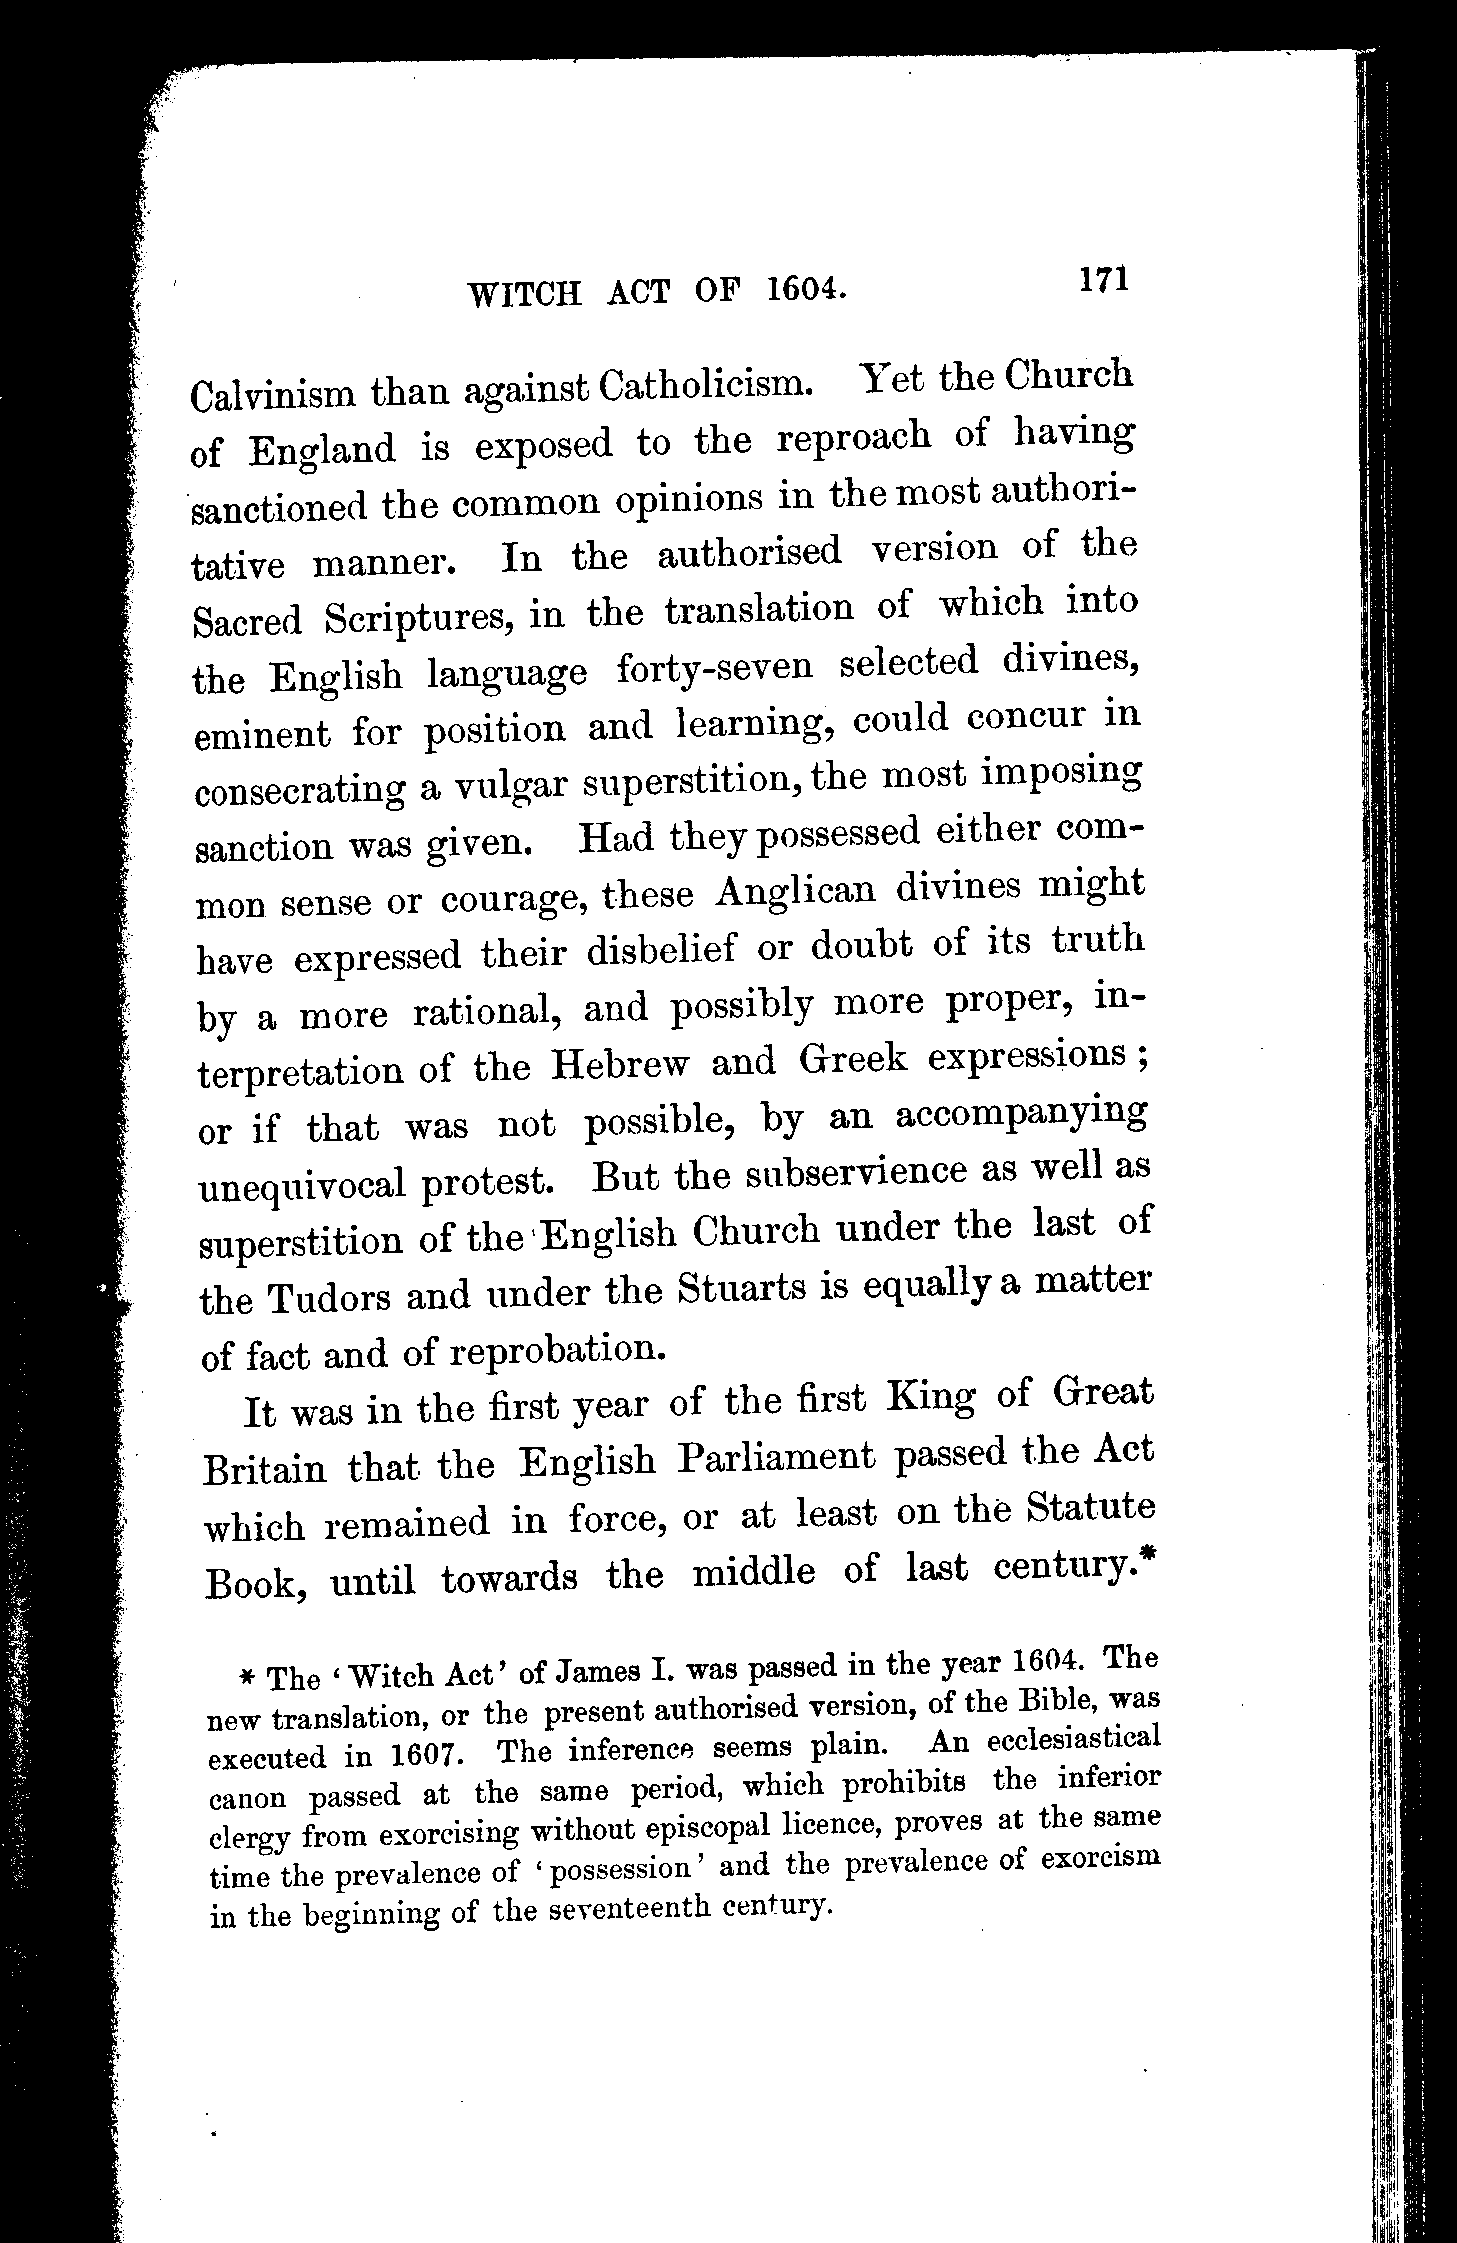 WITCH ACT OF 1604. 171
Calvinism than against Catholicism. Yet the Church
of England is exposed to the reproach of having
sanctioned the common opinions in the most authori-
tative manner. In the authorised version of the
Sacred Scriptures, in the translation of which into
the English language forty-seven selected divines,
eminent for position and learning, could concur in
consecrating a vulgar superstition, the most imposing
sanction was given. Had they possessed either com-
mon sense or courage, these Anglican divines might
have expressed their disbelief or doubt of its truth
by a more rational, and possibly more proper, in-
terpretation of the Hebrew and Greek expressions ;
or if that was not possible, by an accompanying
unequivocal protest. But the subservience as well as
superstition of the English Church under the last of
the Tudors and under the Stuarts is equally a matter
of fact and of reprobation.
It was in the first year of the first King of Great
Britain that the English Parliament passed the Act
which remained in force, or at least on the Statute
Book, until towards the middle of last century.*
* The ‘ Witch Act’ of James I. was passed in the year 1604. The
new translation, or the present authorised version, of the Bible, was
executed in 1607. The inference seems plain. An ecclesiastical
canon passed at the same period, which prohibits the inferior
clergy from exorcising without episcopal licence, proves at the same
time the prevalence of ‘ possession’ and the prevalence of exorcism
in the beginning of the seventeenth century.